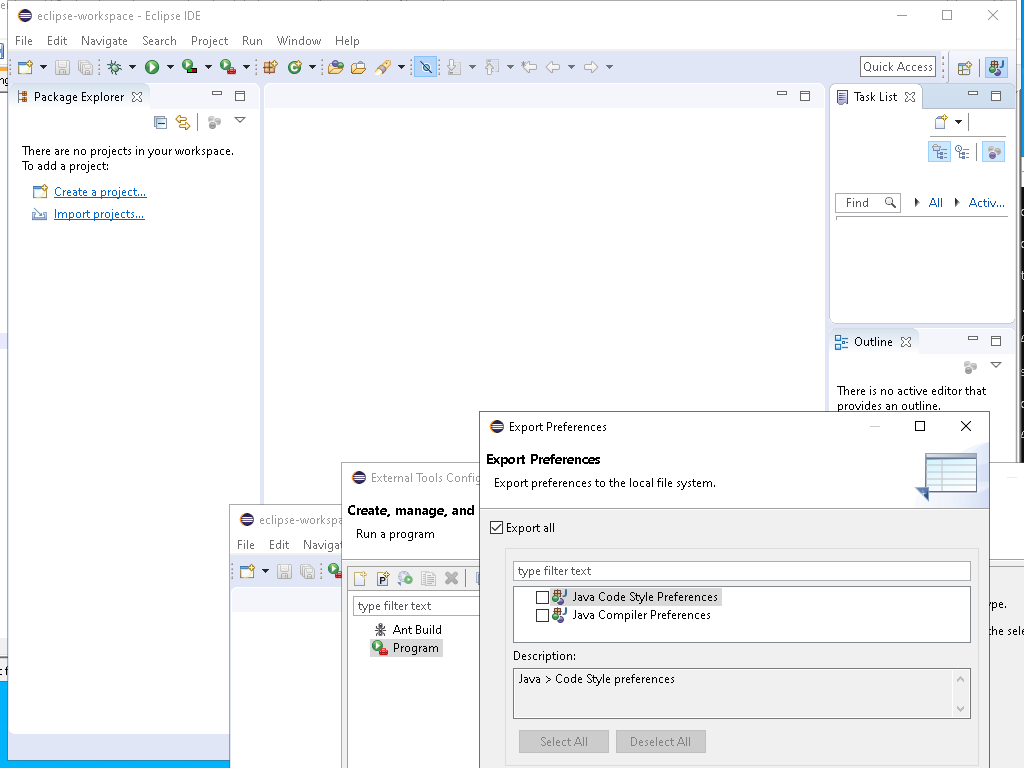 eclipse-workspace - Eclipse IDE
File Edit Navigate Search Project Run Window Help
Quick Access
Package Explorer
There are no projects in your workspace.
To add a project:
Create a project...
Import projects...
Task List
Find
All
Activ...
Outline
There is no active editor that
provides an outline.
Export Preferences
Export Preferences
Export preferences to the local file system.
Export all
type filter text
Java Code Style Preferences
Java Compiler Preferences
Description:
Java > Code Style preferences
Select All
Deselect All
External Tools Config
Create, manage, and
Run a program
type filter text
Ant Build
Program
eclipse-workspa
File Edit Naviga
ype.
the sele